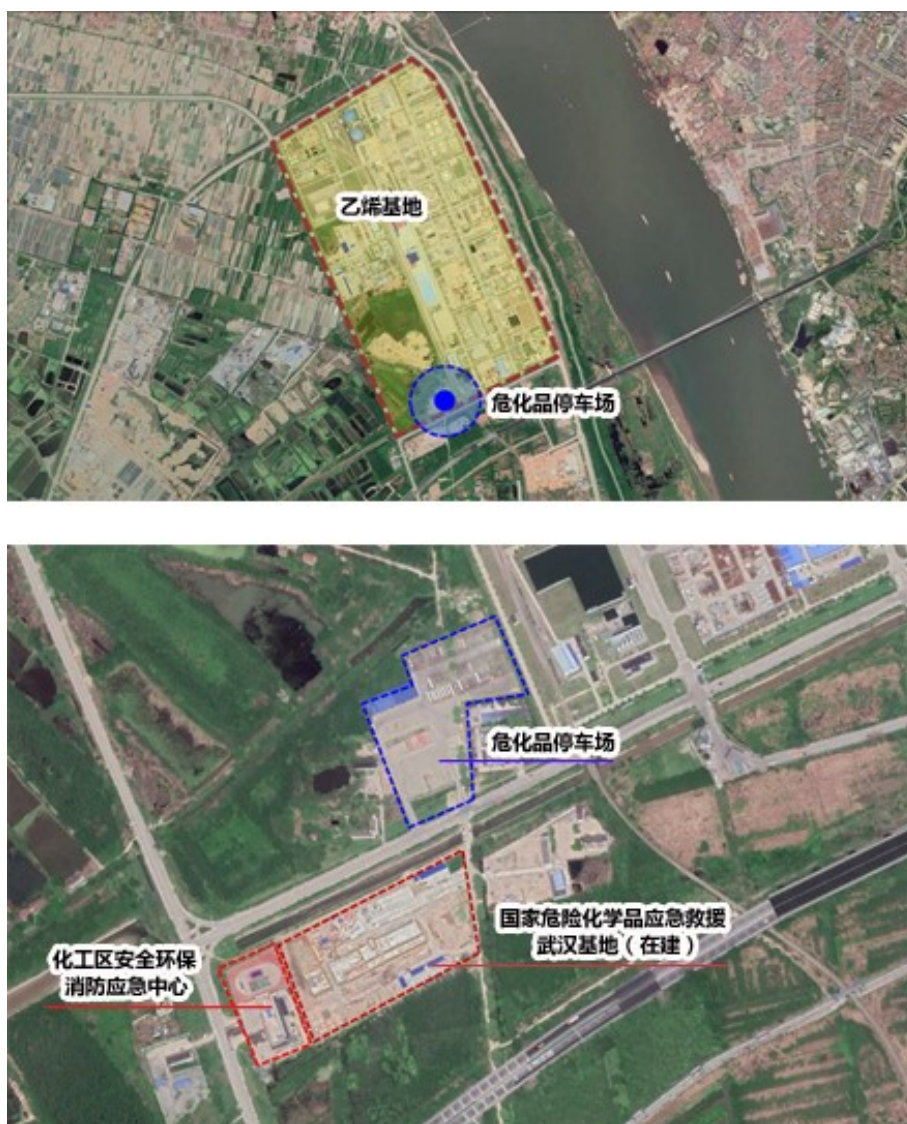 乙烯基地
危化品停车场
危化品停车场
国家危险化学品应急救援
武汉基地（在建）
化工区安全环保
消防应急中心